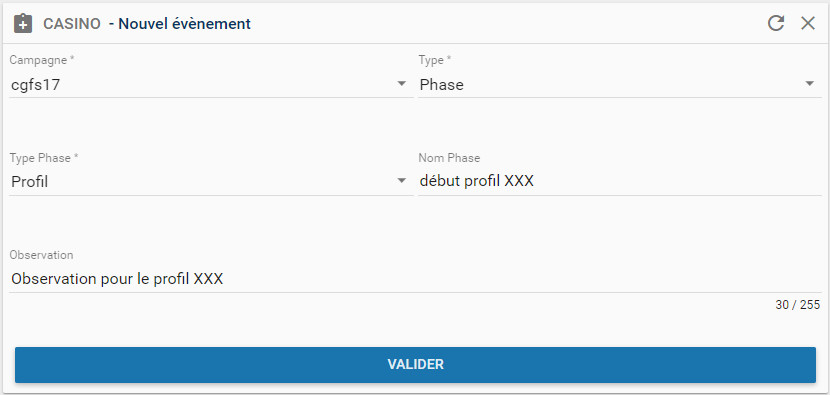 CASINO - Nouvel évènement
Campagne * Type *
cgfs17 Phase
Type Phase * Nom Phase
Profil début profil XXX
Observation
Observation pour le profil XXX
30 / 255
VALIDER